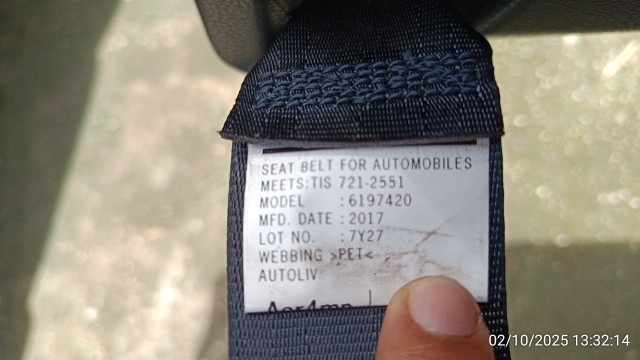 SEAT BELT FOR AUTOMOBILES
MEETS:TIS 721-2551
MODEL : 6197420
MFD. DATE : 2017
LOT NO. : 7Y27
WEBBING >PET<
AUTOLIV
02/10/2025 13:32:14